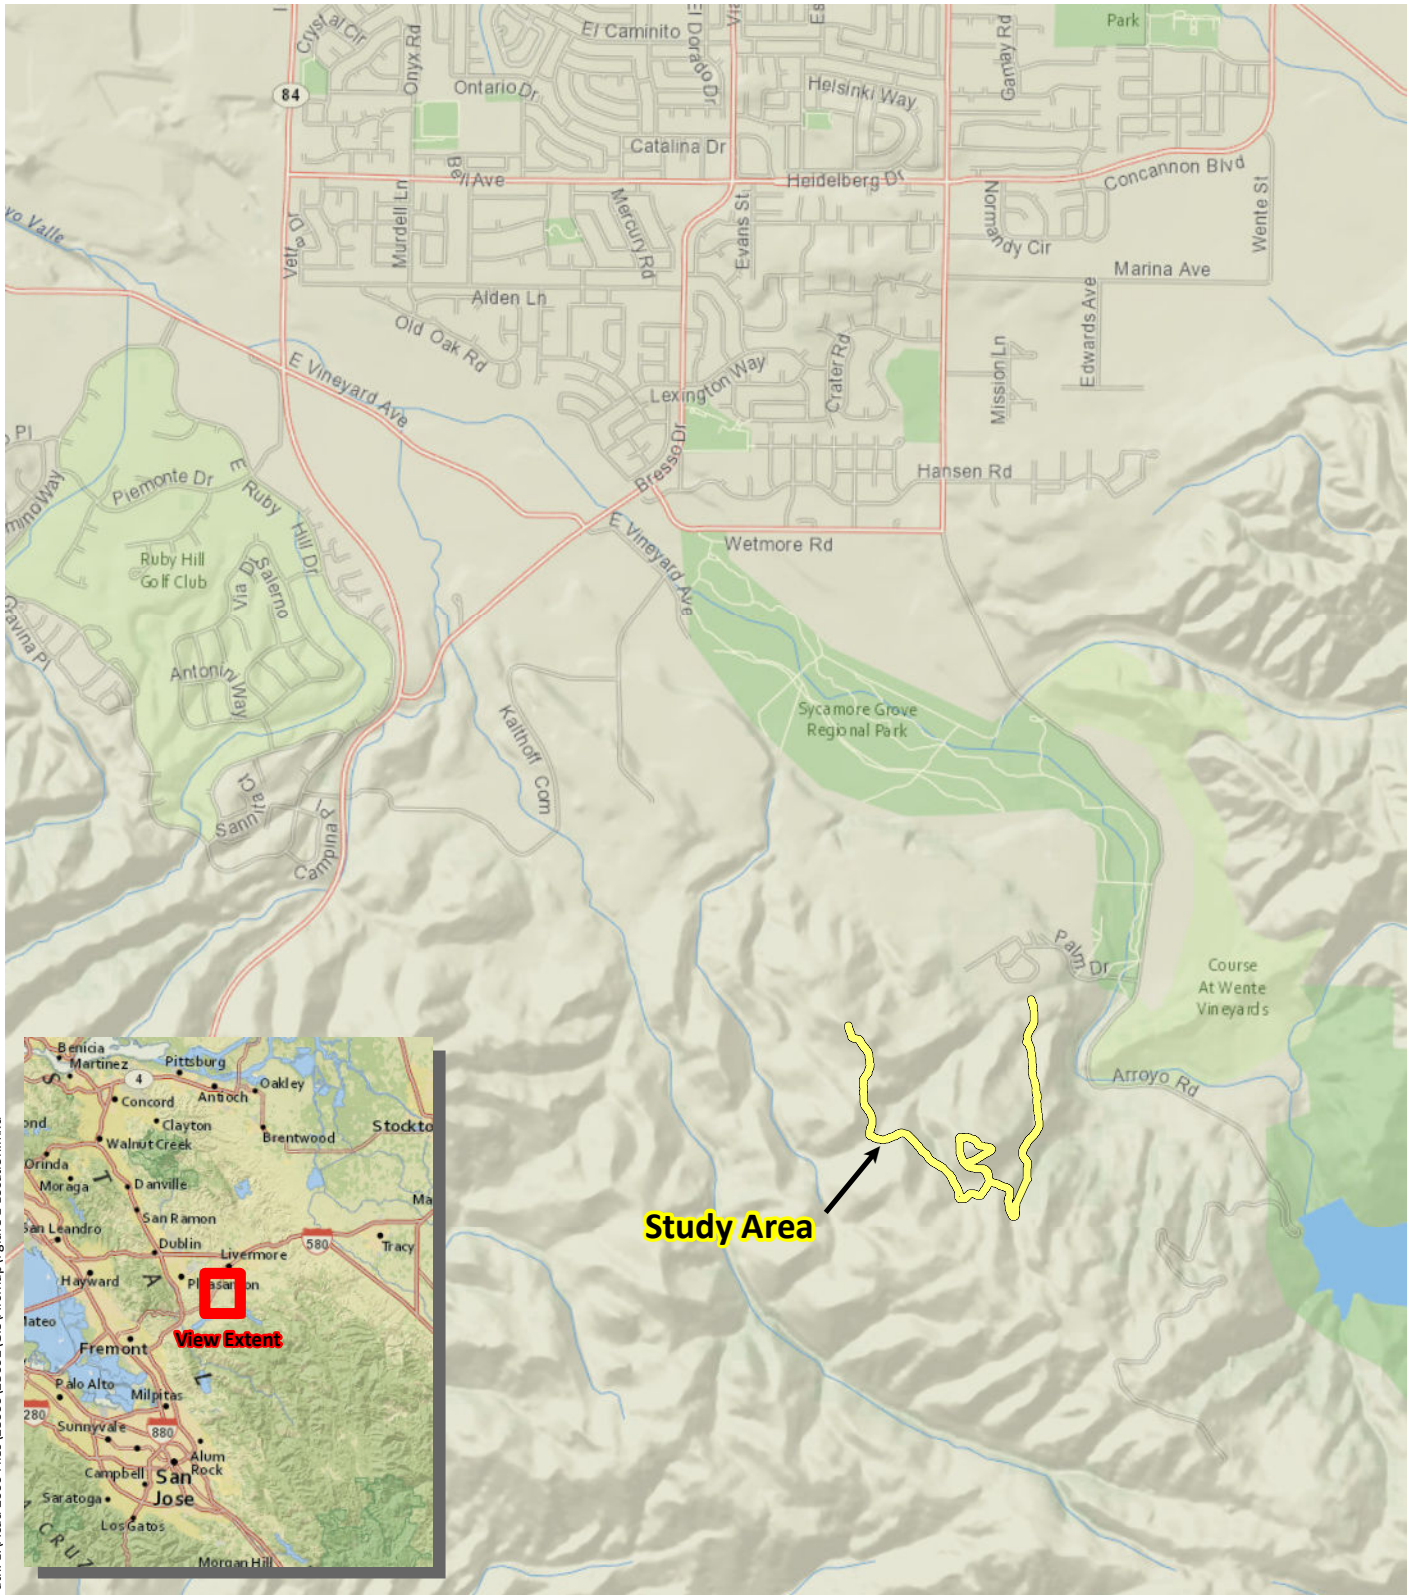 Park
El Caminito
El Dorado Dr
Crystal Cir
Onyx Rd
Gamay Rd
84
Ontario Dr
Helsinki Way
Catalina Dr
Bell Ave
Heidelberg Dr
Concannon Blvd
Murdell Ln
Mercury Rd
Evans St
Normandy Cir
Wente St
Marina Ave
Alden Ln
Old Oak Rd
E Vineyard Ave
Lexington Way
Crater Rd
Mission Ln
Edwards Ave
Bresso Dr
Hansen Rd
Piemonte Dr
E Ruby Hill Dr
E Vineyard Ave
Wetmore Rd
Ruby Hill
Golf Club
Via Dr
Salerno
Antonini Way
Kalthoff Com
Sycamore Grove
Regional Park
Campina Pl
Palm Dr
Course
At Wente
Vineyards
Arroyo Rd
Study Area
Benicia
Martinez
Pittsburg
4
Antioch
Oakley
Concord
Clayton
Brentwood
Stockto
Walnut Creek
Orinda
Moraga
Danville
San Ramon
Dublin
Livermore
580
Tracy
Hayward
Pleasanton
View Extent
Fremont
Palo Alto
Milpitas
280
Sunnyvale
880
Alum
Rock
Campbell
San
Jose
Saratoga
Los Gatos
CRUZ
Morgan Hill